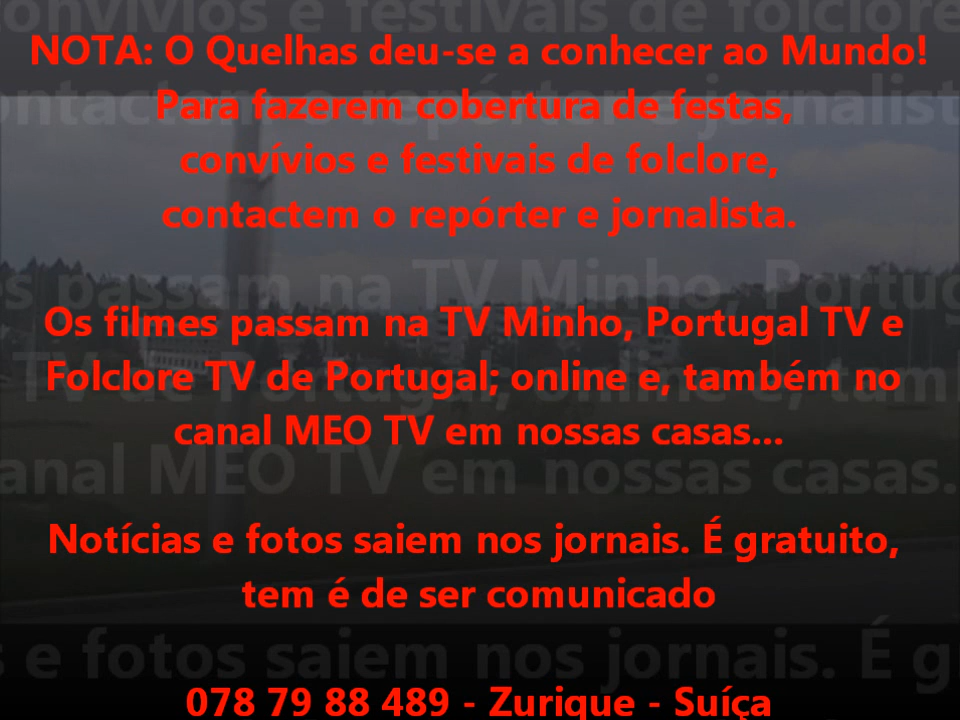 NOTA: O Quelhas deu-se a conhecer ao Mundo!
Para fazerem cobertura de festas,
convívios e festivais de folclore,
contactem o repórter e jornalista.
Os filmes passam na TV Minho, Portugal TV e
Folclore TV de Portugal; online e, também no
canal MEO TV em nossas casas...
Notícias e fotos saiem nos jornais. É gratuito,
tem é de ser comunicado
078 79 88 489 - Zurique - Suíça